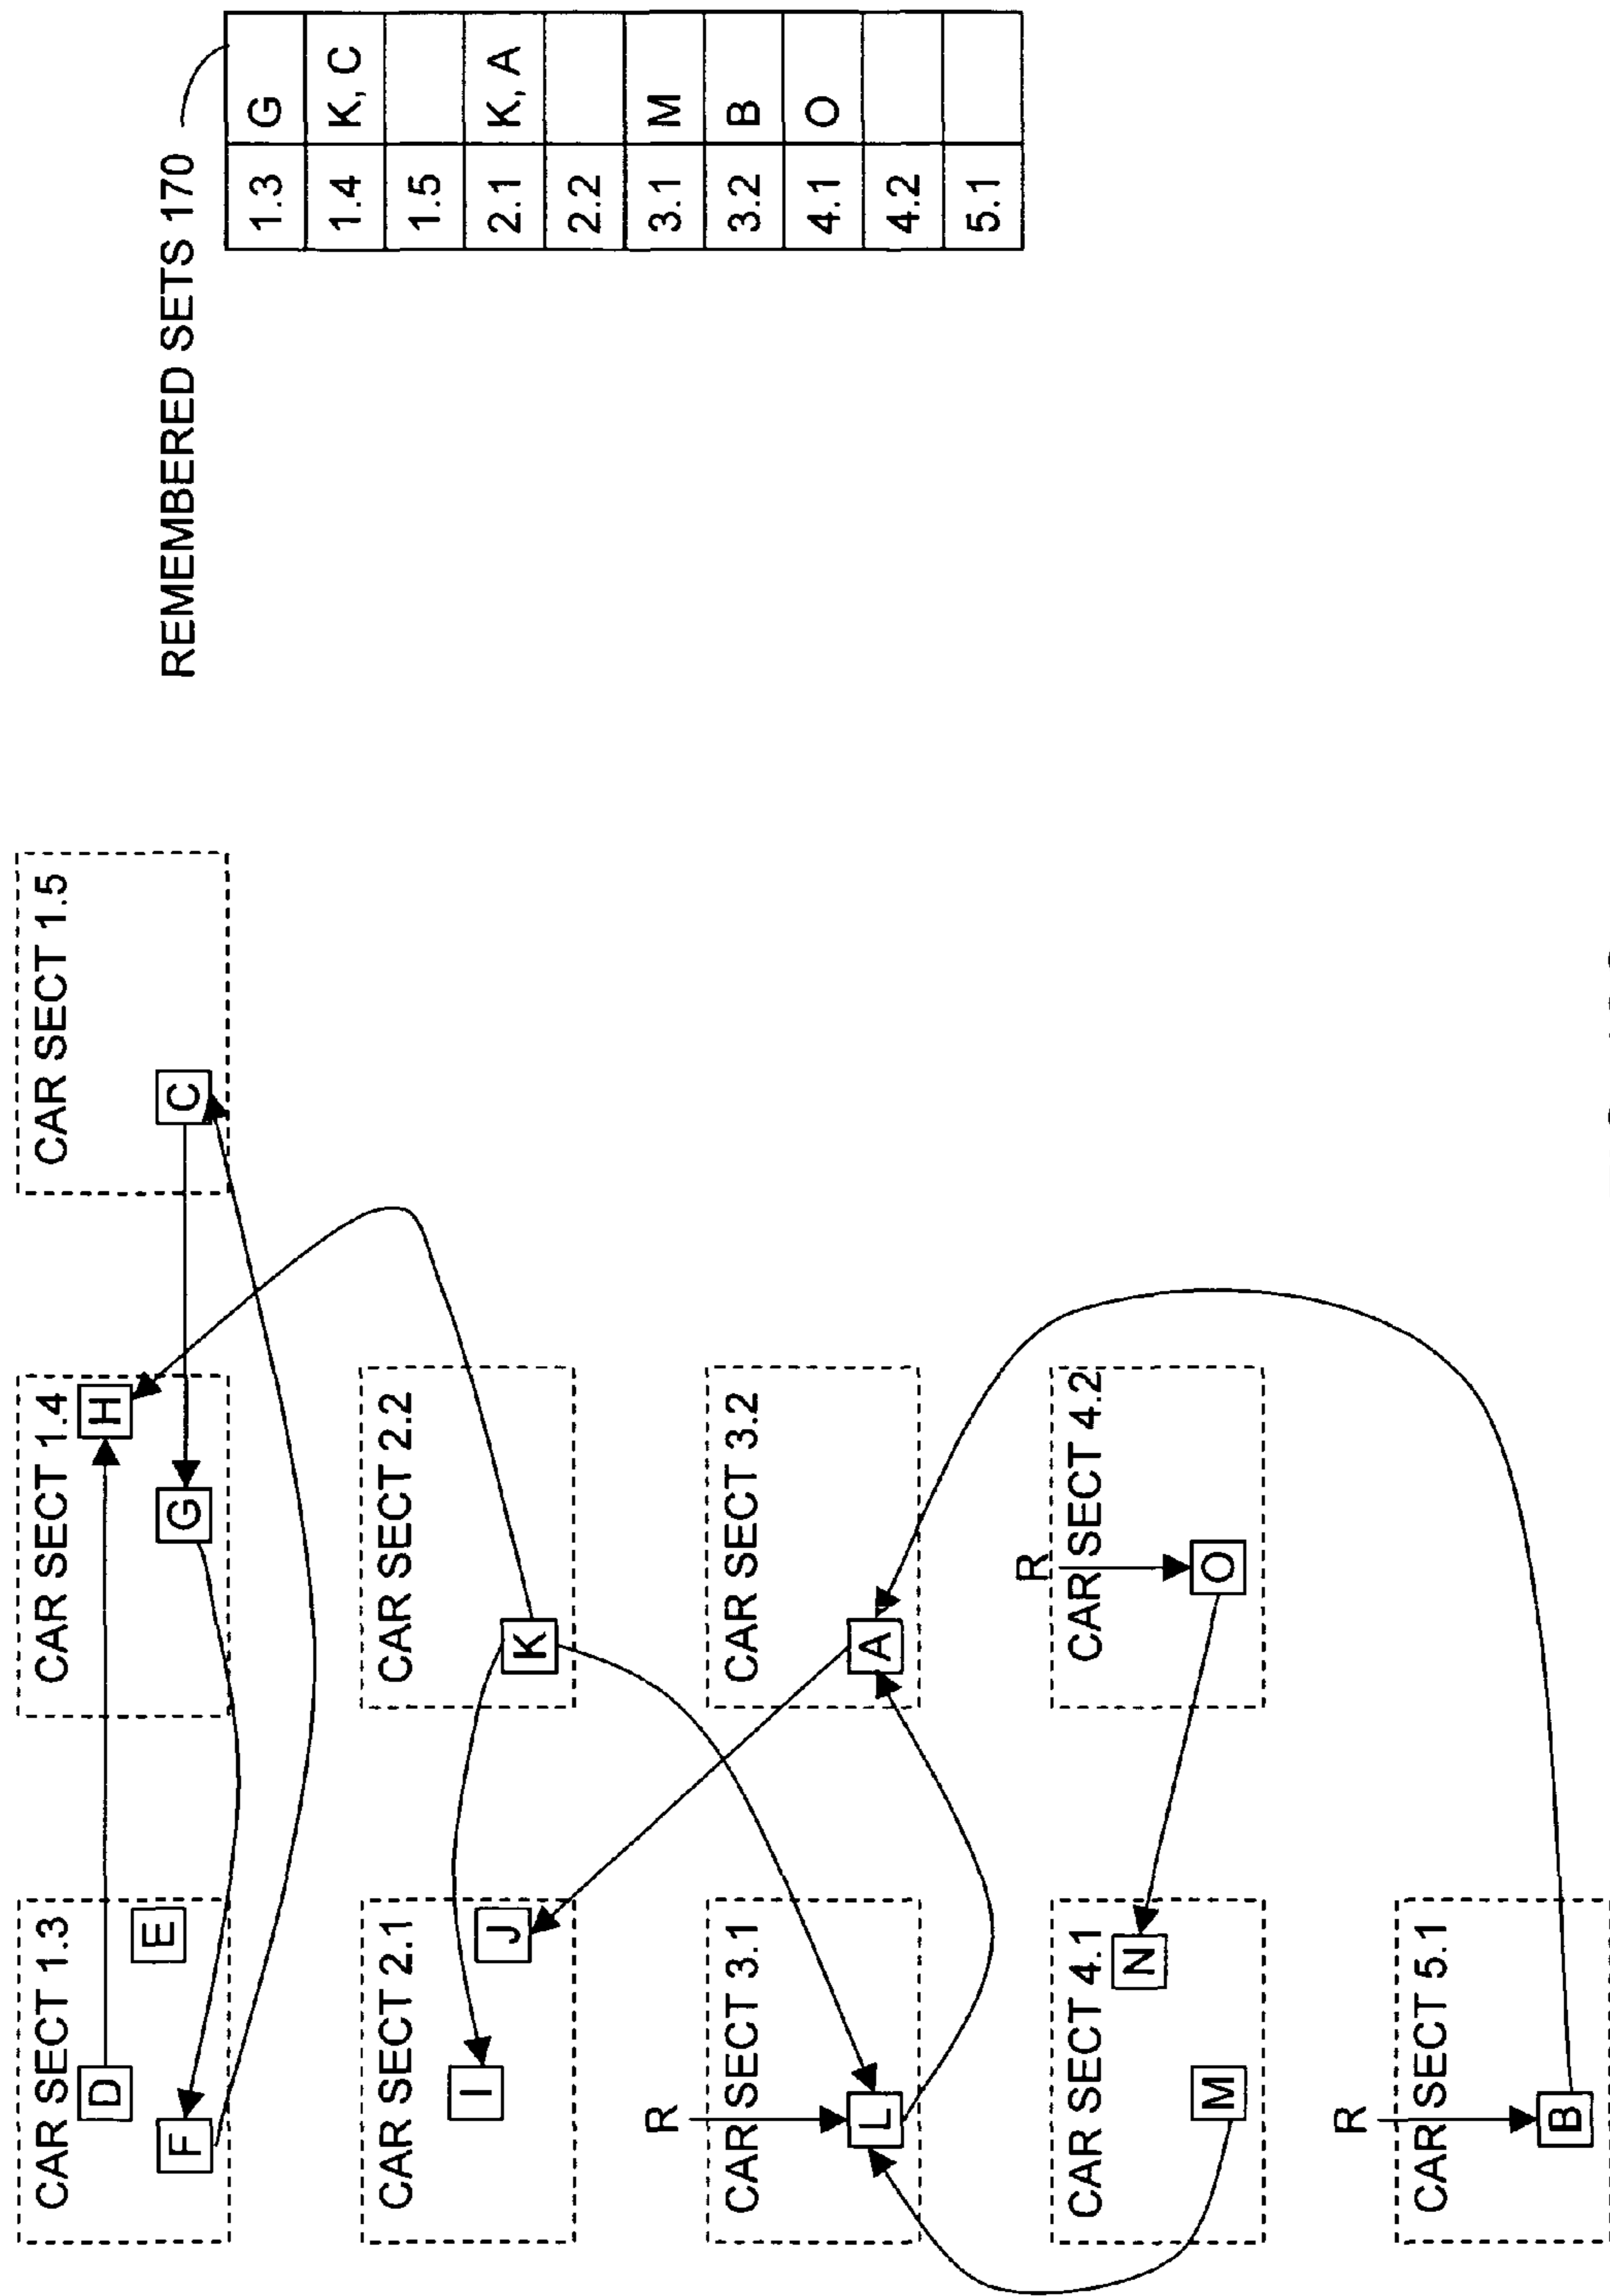 REMEMBERED SETS 170
1.3 G
1.4 K, C
1.5
2.1 K, A
2.2
3.1 M
3.2 B
4.1 O
4.2
5.1
CAR SECT 1.3
D
E
F
CAR SECT 1.4
H
G
CAR SECT 1.5
C
CAR SECT 2.1
I
J
CAR SECT 2.2
K
R
CAR SECT 3.1
L
CAR SECT 3.2
A
CAR SECT 4.1
N
M
R
CAR SECT 4.2
O
R
CAR SECT 5.1
B